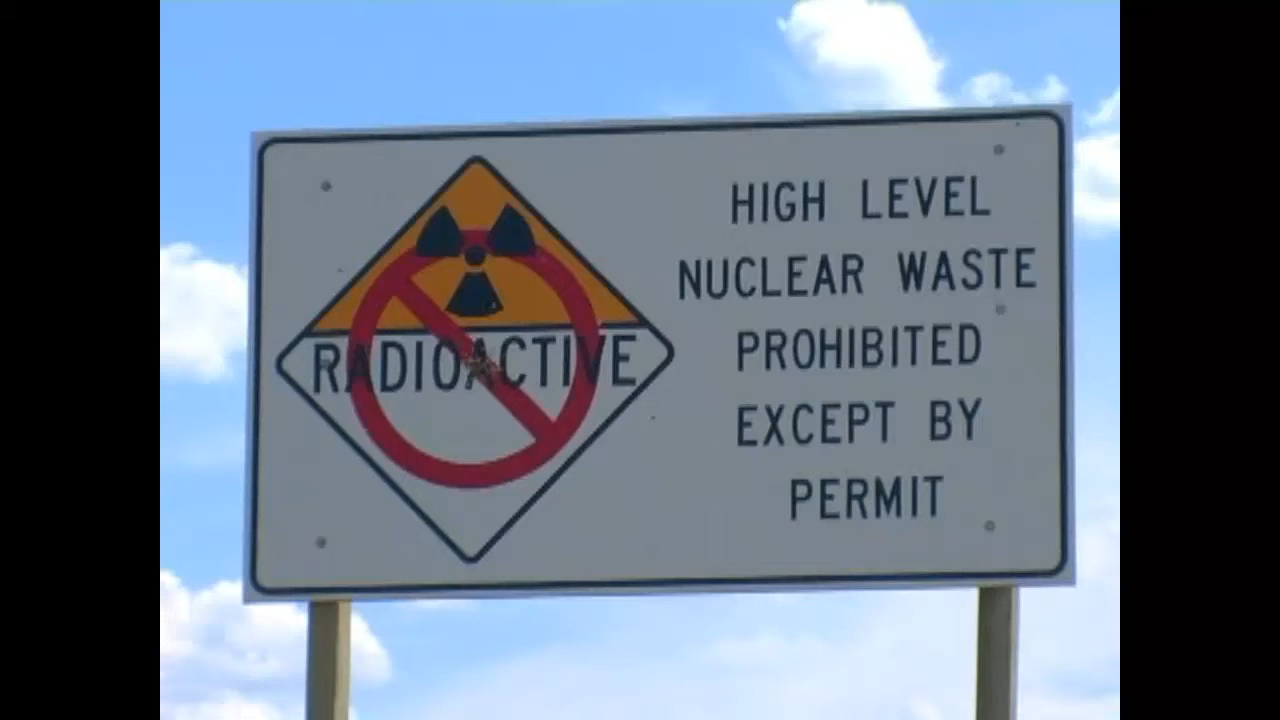 RADIOACTIVE
HIGH LEVEL
NUCLEAR WASTE
PROHIBITED
EXCEPT BY
PERMIT